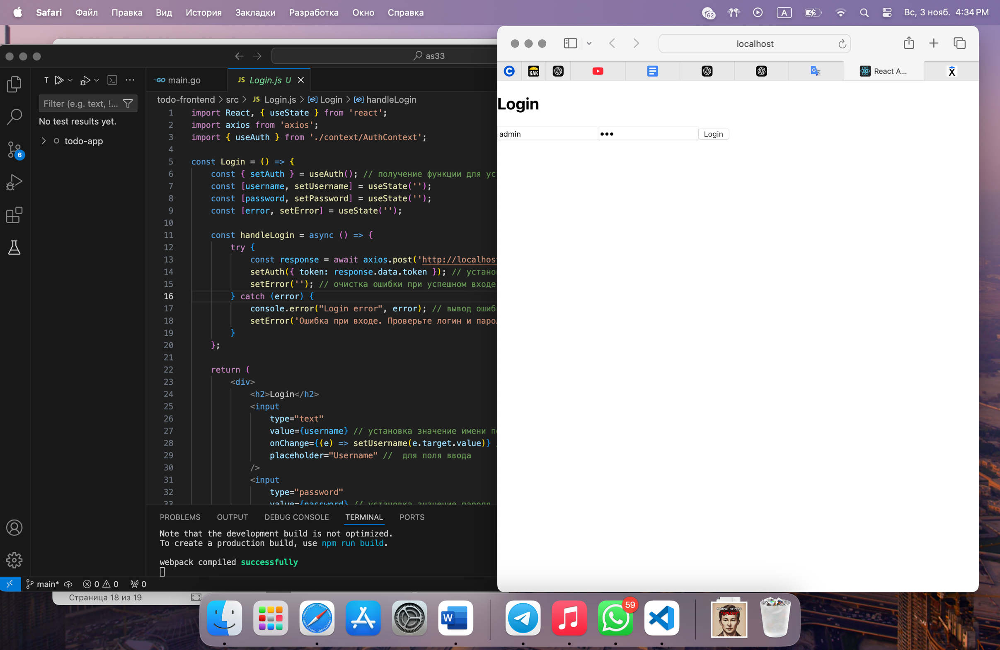 Safari Файл Правка Вид История Закладки Разработка Окно Справка
62 A Вс, 3 нояб. 4:34 PM
as33
T
main.go
JS Login.js U
Filter (e.g. text, !...
No test results yet.
todo-app
6
todo-frontend > src > JS Login.js > Login > handleLogin
1 import React, { useState } from 'react';
2 import axios from 'axios';
3 import { useAuth } from './context/AuthContext';
4
5 const Login = () => {
6 const { setAuth } = useAuth(); // получение функции для ус
7 const [username, setUsername] = useState('');
8 const [password, setPassword] = useState('');
9 const [error, setError] = useState('');
10
11 const handleLogin = async () => {
12 try {
13 const response = await axios.post('http://localhos
14 setAuth({ token: response.data.token }); // устано
15 setError(''); // очистка ошибки при успешном входе
16 } catch (error) {
17 console.error("Login error", error); // вывод ошиб
18 setError('Ошибка при входе. Проверьте логин и паро
19 }
20 };
21
22 return (
23 <div>
24 <h2>Login</h2>
25 <input
26 type="text"
27 value={username} // установка значение имени п
28 onChange={(e) => setUsername(e.target.value)} /
29 placeholder="Username" // для поля ввода
30 />
31 <input
32 type="password"
33 value={password} // установка значение пароля
PROBLEMS OUTPUT DEBUG CONSOLE TERMINAL PORTS
Note that the development build is not optimized.
To create a production build, use npm run build.
webpack compiled successfully
main* 0 0 0
Страница 18 из 19
localhost
КАК
React A...
X
Login
admin ••• Login
W
59
КАЙРАТ НУРТАС
"АРМАН"